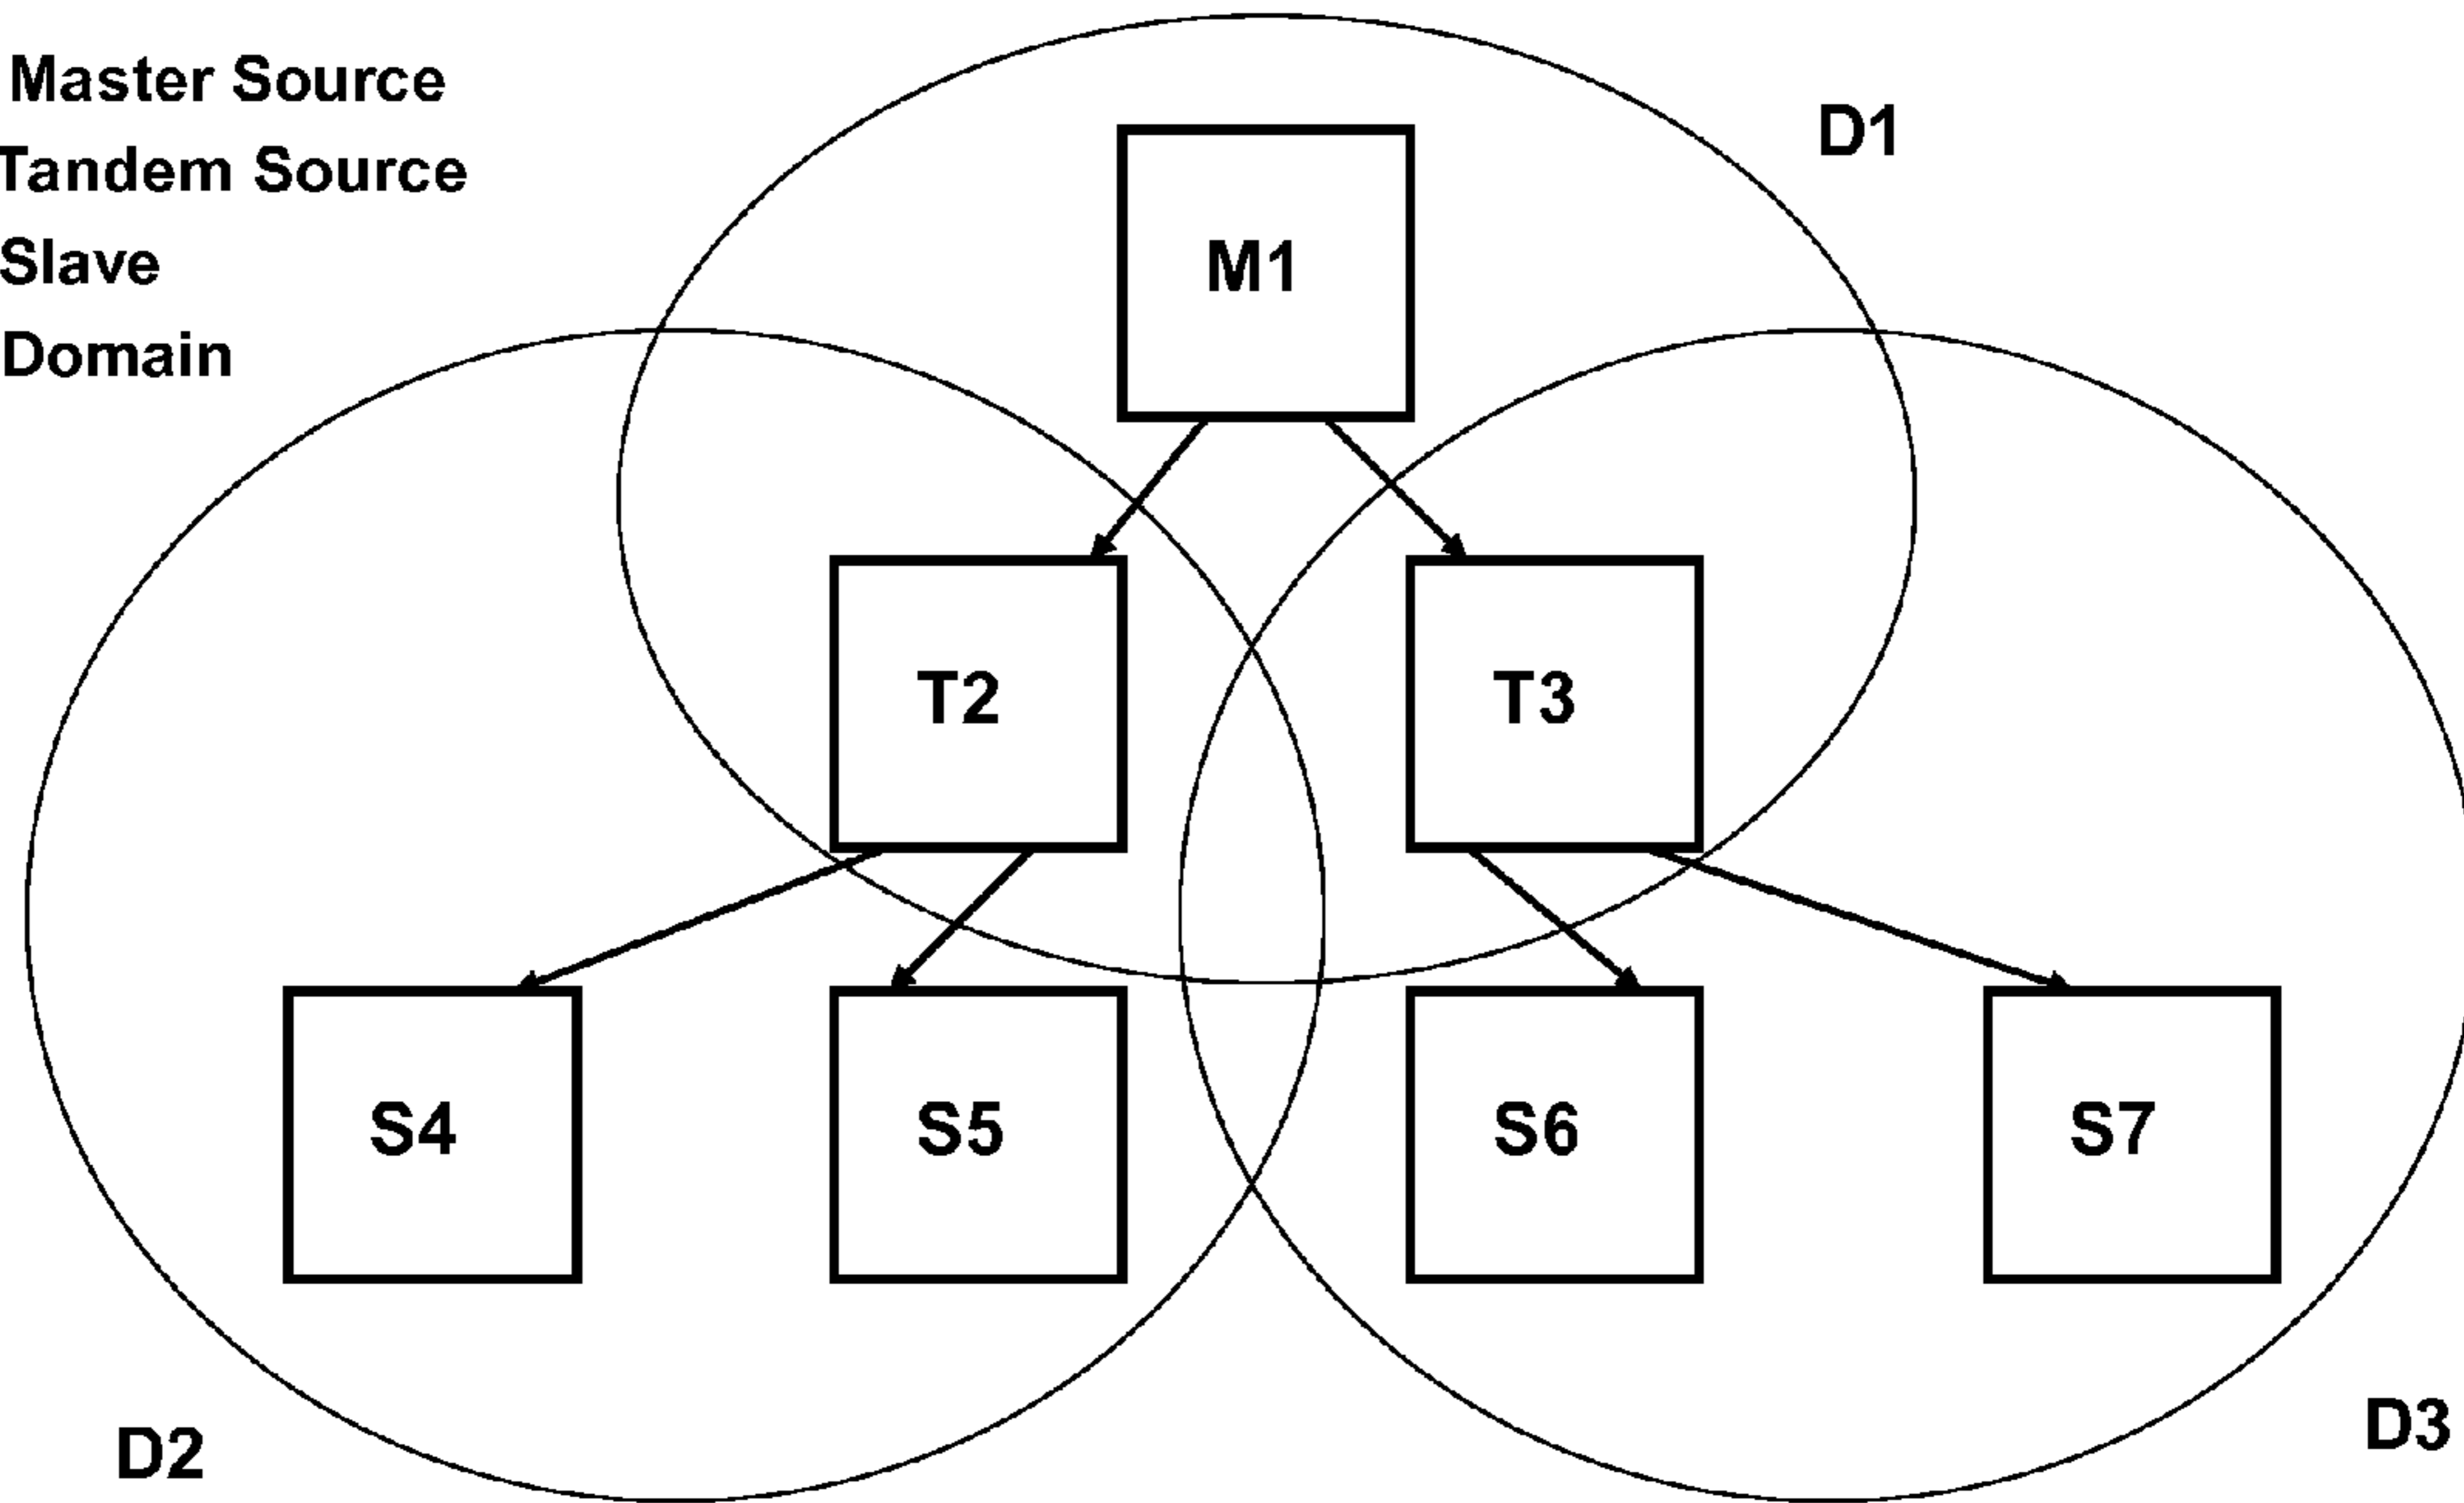 Master Source
Tandem Source
Slave
Domain
D1
M1
T2
T3
S4
S5
S6
S7
D2
D3